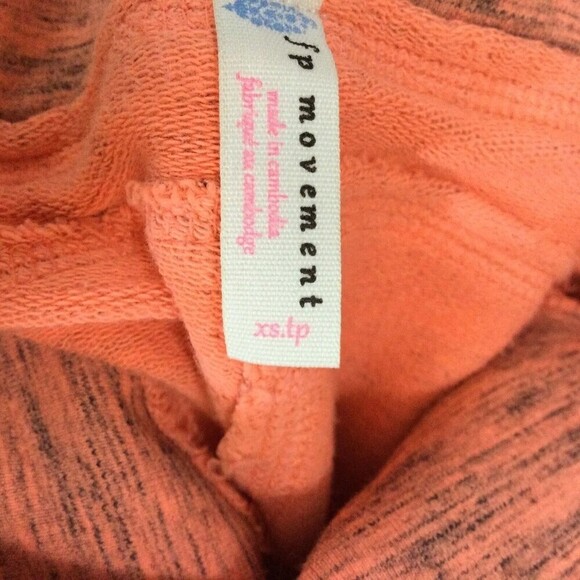 fp movement
made in cambodia
fabriqué au cambodge
xs.tp